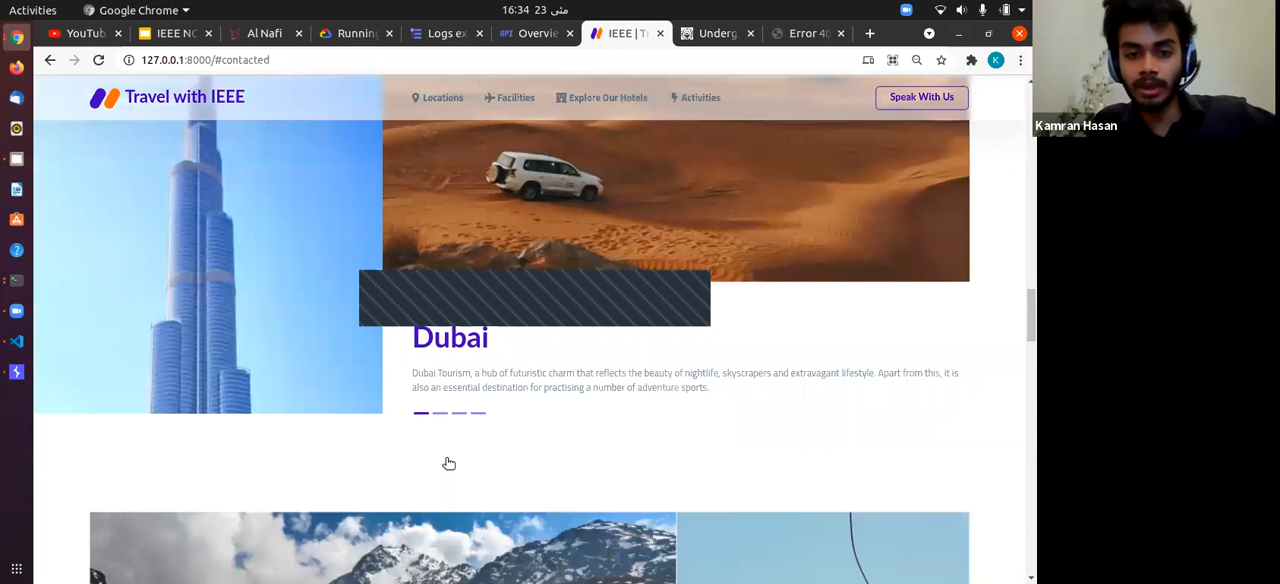 Activities
Google Chrome
16:34 23 مئی
YouTub
IEEE NC
Al Nafi
Running
Logs ex
API Overvie
IEEE | Tr
Underg
Error 40
127.0.0.1:8000/#contacted
K
Travel with IEEE
Locations
Facilities
Explore Our Hotels
Activities
Speak With Us
Kamran Hasan
Dubai
Dubai Tourism, a hub of futuristic charm that reflects the beauty of nightlife, skyscrapers and extravagant lifestyle. Apart from this, it is
also an essential destination for practising a number of adventure sports.